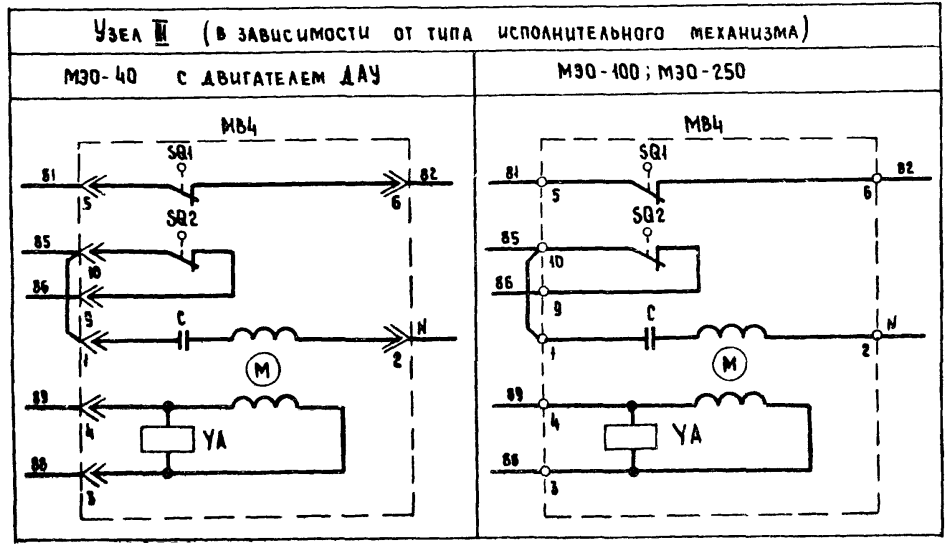 Узел III (в зависимости от типа исполнительного механизма)
МЭО-40 с двигателем ДАУ
МЭО-100; МЭО-250
МВ4
SQ1
81
5
6
82
SQ2
85
10
86
9
C
N
1
2
М
89
4
YA
88
3
МВ4
SQ1
81
5
6
82
SQ2
85
10
86
9
C
N
1
2
М
89
4
YA
88
3